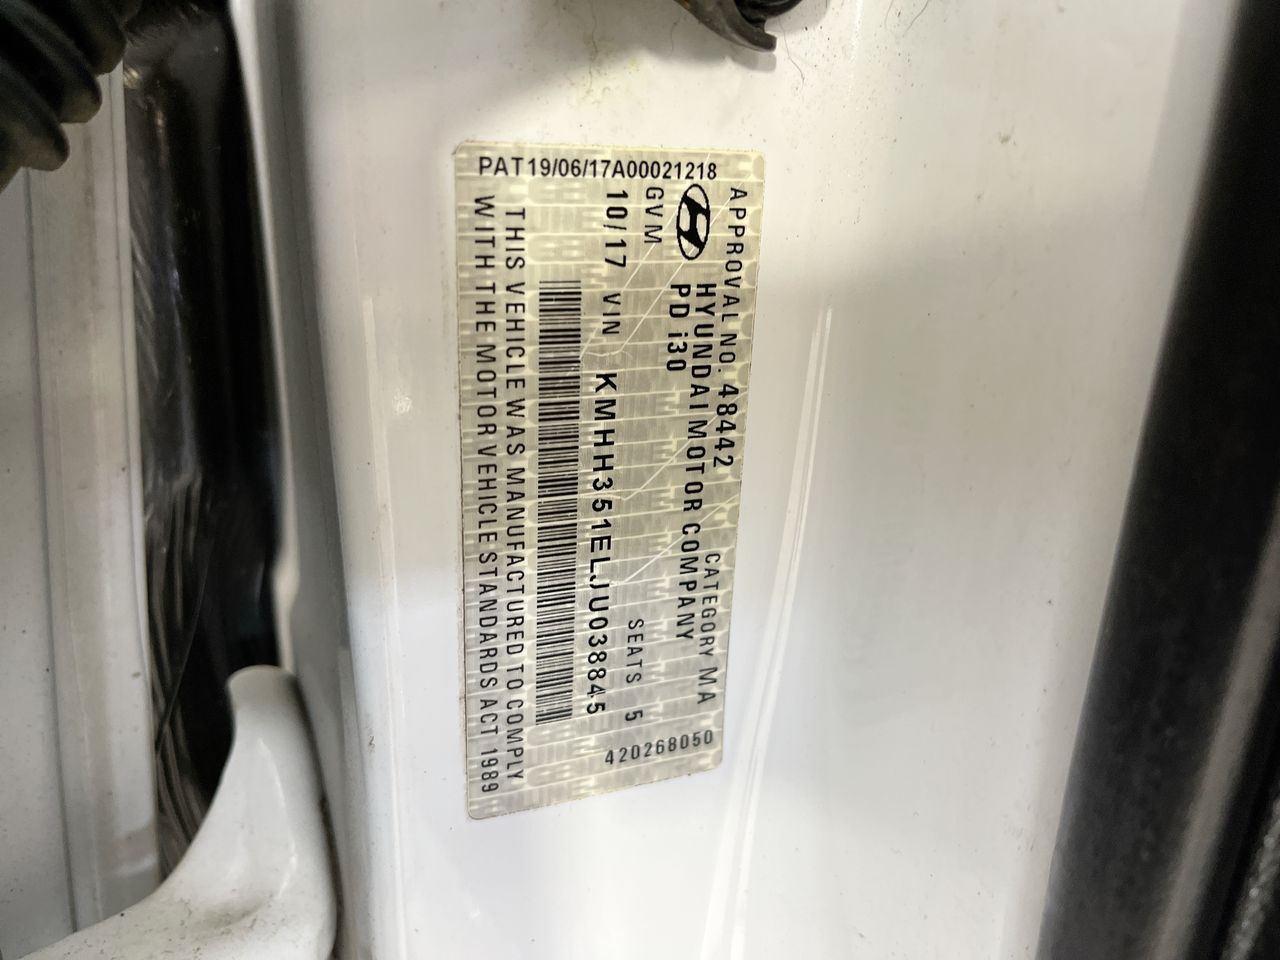 PAT19/06/17A00021218
APPROVAL NO. 48442 CATEGORY MA
HYUNDAI MOTOR COMPANY
PD i30
GVM SEATS 5
10/17 VIN KMHH351ELJU038845
THIS VEHICLE WAS MANUFACTURED TO COMPLY
WITH THE MOTOR VEHICLE STANDARDS ACT 1989
420268050